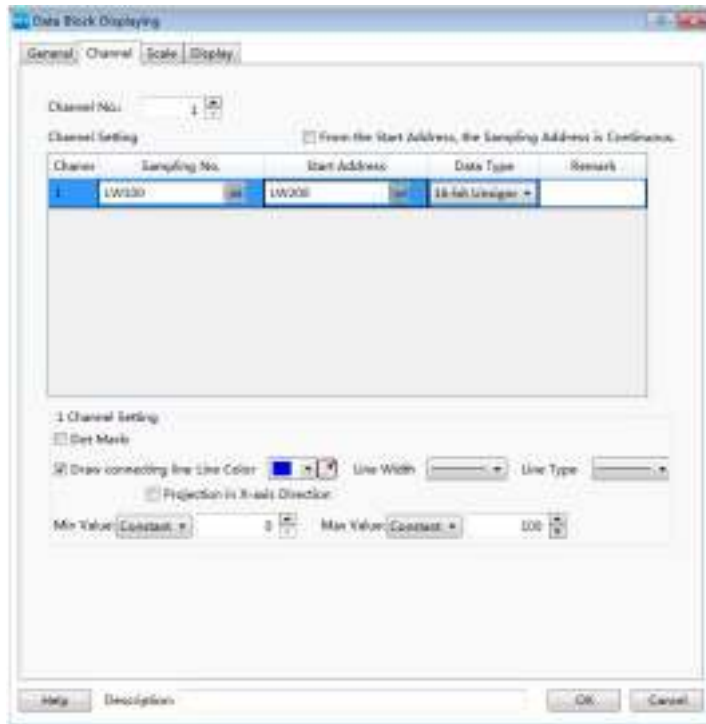 Data Block Displaying
General Channel Scale Display
Channel No.: 1
Channel Setting From the Start Address, the Sampling Address is Continuous.
Channel Sampling No. Start Address Data Type Remark
1 LW100 LW200 16-bit Unsigned
1 Channel Setting
Dot Mark
Draw connecting line Line Color Line Width Line Type
Projection in X-axis Direction
Min Value: Constant 0 Max Value: Constant 100
Help Description: OK Cancel